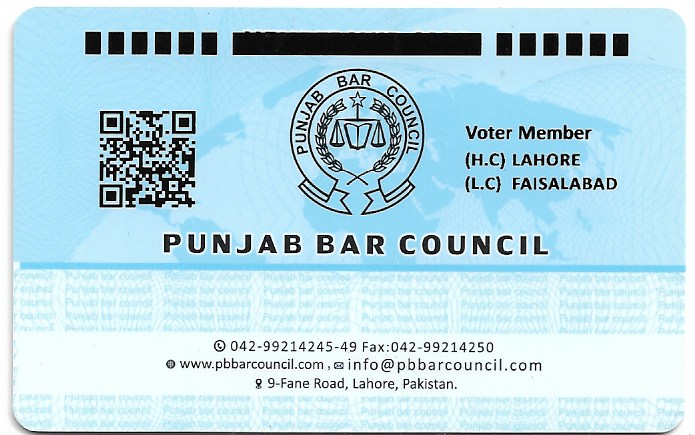 PUNJAB BAR COUNCIL
Voter Member
(H.C) LAHORE
(L.C) FAISALABAD
PUNJAB BAR COUNCIL
042-99214245-49 Fax:042-99214250
www.pbbarcouncil.com , info@pbbarcouncil.com
9-Fane Road, Lahore, Pakistan.